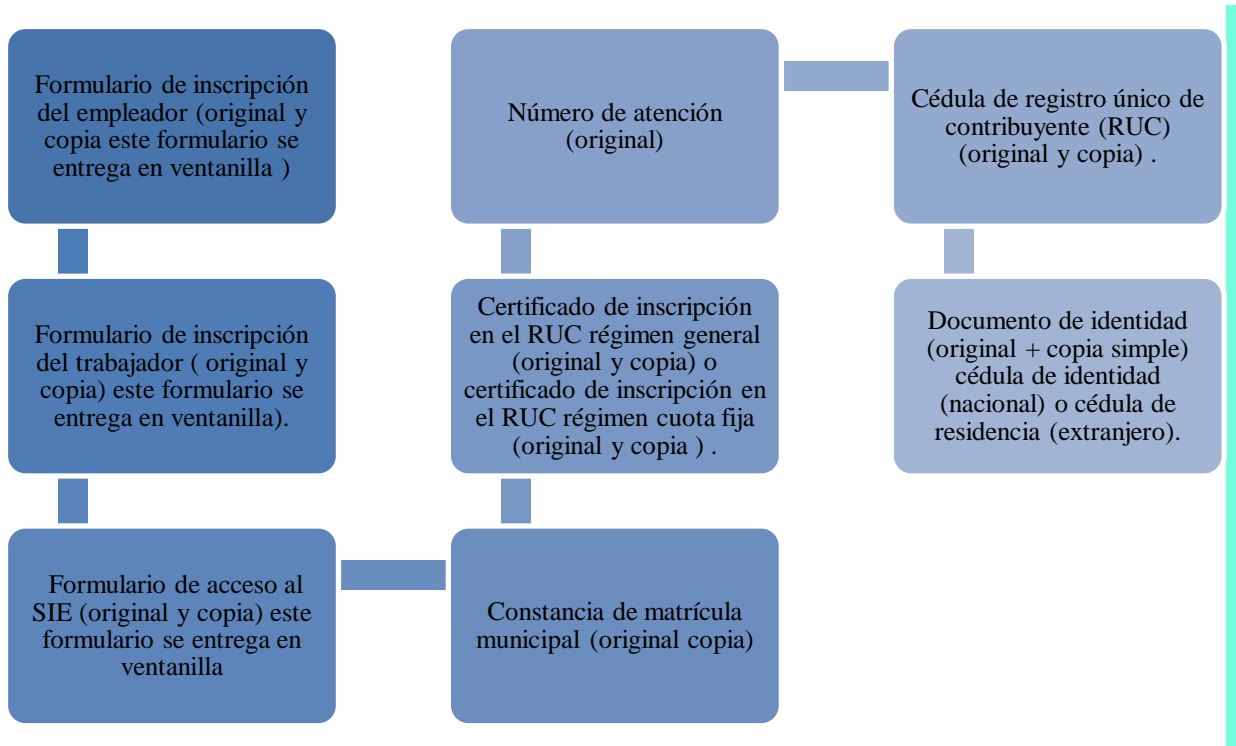 Formulario de inscripción
del empleador (original y
copia este formulario se
entrega en ventanilla )
Formulario de inscripción
del trabajador ( original y
copia) este formulario se
entrega en ventanilla).
Formulario de acceso al
SIE (original y copia) este
formulario se entrega en
ventanilla
Constancia de matrícula
municipal (original copia)
Certificado de inscripción
en el RUC régimen general
(original y copia) o
certificado de inscripción en
el RUC régimen cuota fija
(original y copia ) .
Número de atención
(original)
Cédula de registro único de
contribuyente (RUC)
(original y copia) .
Documento de identidad
(original + copia simple)
cédula de identidad
(nacional) o cédula de
residencia (extranjero).